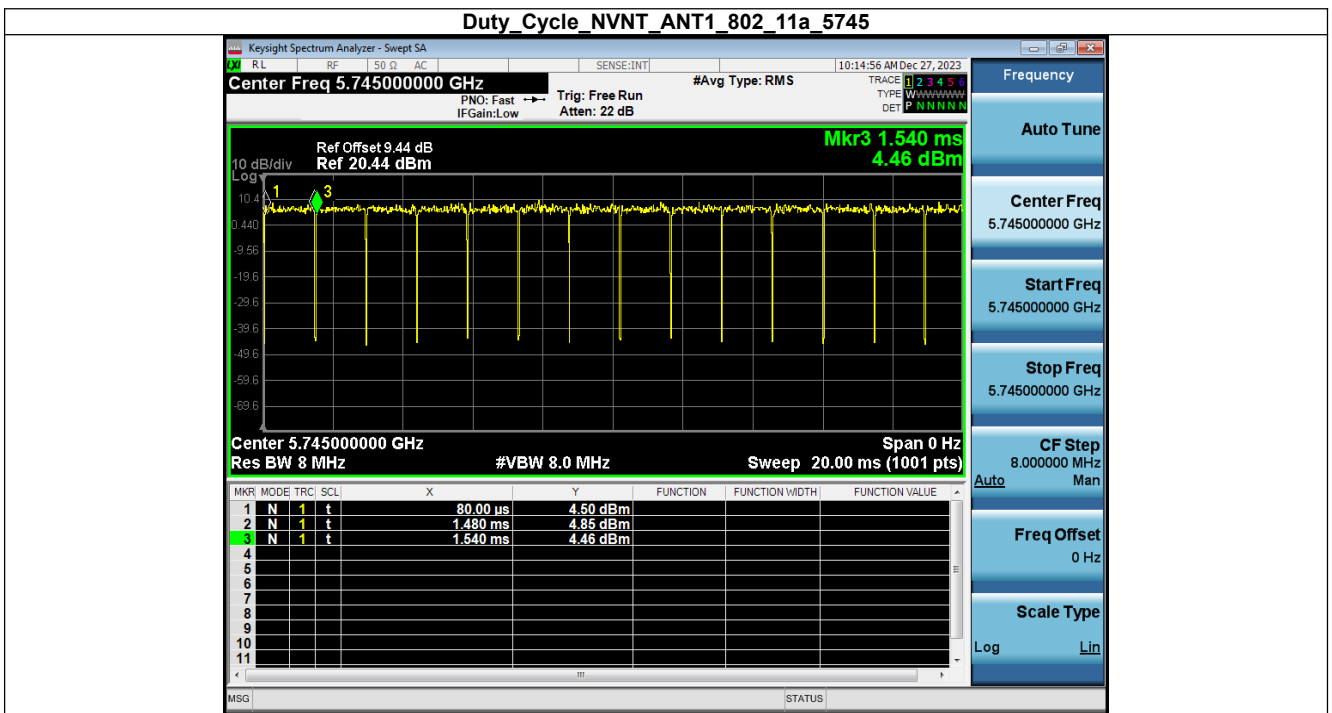 Duty_Cycle_NVNT_ANT1_802_11a_5745
Keysight Spectrum Analyzer - Swept SA
LXI RL RF 50 Ω AC SENSE:INT 10:14:56 AM Dec 27, 2023
Center Freq 5.745000000 GHz
PNO: Fast
IFGain:Low
Trig: Free Run
Atten: 22 dB
#Avg Type: RMS
TRACE 1 2 3 4 5 6
TYPE WWWWWWW
DET P N N N N N
Mkr3 1.540 ms
4.46 dBm
Ref Offset 9.44 dB
10 dB/div Ref 20.44 dBm
Log
1 3
10.4
0.440
-9.56
-19.6
-29.6
-39.6
-49.6
-59.6
-69.6
Center 5.745000000 GHz Span 0 Hz
Res BW 8 MHz #VBW 8.0 MHz Sweep 20.00 ms (1001 pts)
MKR MODE TRC SCL X Y FUNCTION FUNCTION WIDTH FUNCTION VALUE
1 N 1 t 80.00 µs 4.50 dBm
2 N 1 t 1.480 ms 4.85 dBm
3 N 1 t 1.540 ms 4.46 dBm
4
5
6
7
8
9
10
11
MSG STATUS
Frequency
Auto Tune
Center Freq
5.745000000 GHz
Start Freq
5.745000000 GHz
Stop Freq
5.745000000 GHz
CF Step
8.000000 MHz
Auto Man
Freq Offset
0 Hz
Scale Type
Log Lin